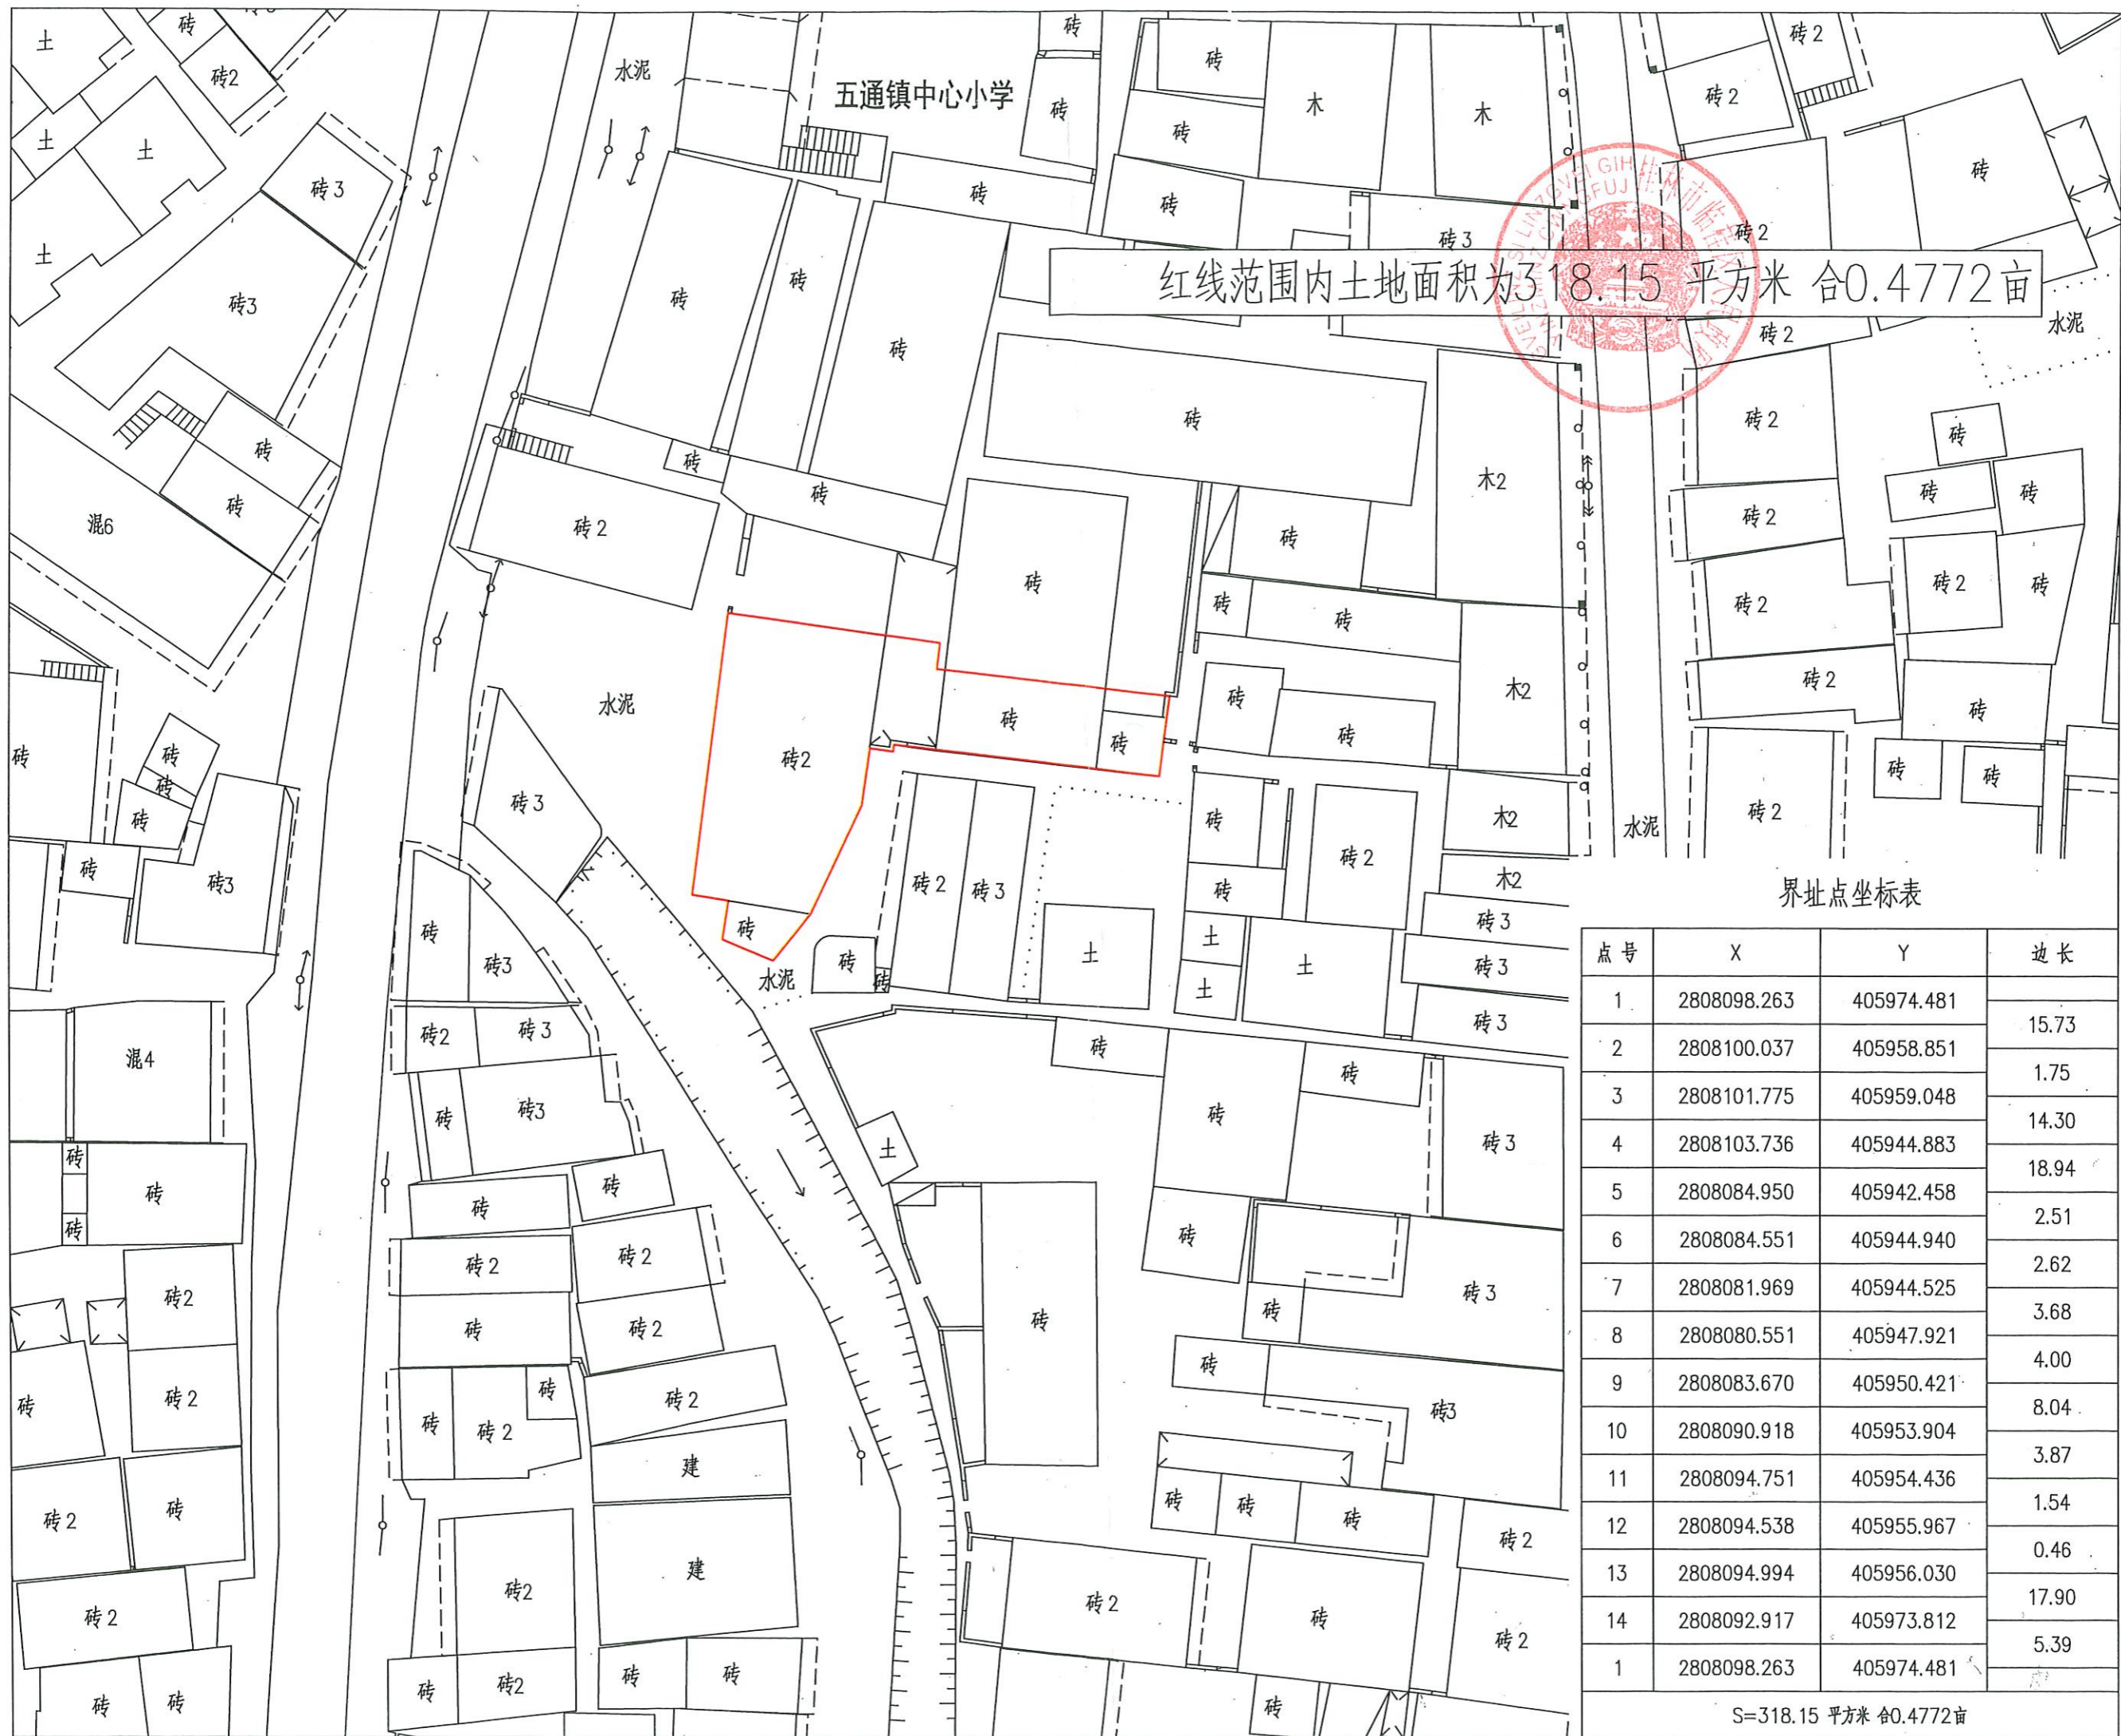 五通镇中心小学
红线范围内土地面积为318.15 平方米 合0.4772亩
土
砖
砖2
水泥
砖
砖
砖2
砖2
土
土
砖3
砖
砖
砖
木
木
砖
土
砖3
砖
砖
砖
砖
砖3
砖2
砖2
水泥
砖
砖
砖
砖2
砖
砖
砖
砖
木2
砖
砖
砖
混6
砖2
砖
砖2
砖
砖
砖
砖2
砖2
砖
水泥
砖
砖
木2
砖2
砖
砖
砖2
砖
砖
砖
砖
砖
砖
砖
砖3
砖
木2
水泥
砖2
砖
砖3
砖2
砖3
砖
砖2
木2
界址点坐标表
砖
砖3
砖
水泥
砖
砖
土
土
土
土
砖3
砖3
砖3
混4
砖2
砖3
砖
砖
砖
砖3
土
砖
砖3
砖
砖
砖
砖
砖
砖2
砖2
砖
砖2
砖
砖2
砖
砖3
砖
砖
砖2
砖
砖2
砖
砖2
砖
砖3
建
砖2
砖
砖
砖
砖
砖2
建
砖2
砖2
砖2
砖
砖2
砖
砖
砖
砖2
砖
砖
砖
点号 X Y 边长
1 2808098.263 405974.481
15.73
2 2808100.037 405958.851
1.75
3 2808101.775 405959.048
14.30
4 2808103.736 405944.883
18.94
5 2808084.950 405942.458
2.51
6 2808084.551 405944.940
2.62
7 2808081.969 405944.525
3.68
8 2808080.551 405947.921
4.00
9 2808083.670 405950.421
8.04
10 2808090.918 405953.904
3.87
11 2808094.751 405954.436
1.54
12 2808094.538 405955.967
0.46
13 2808094.994 405956.030
17.90
14 2808092.917 405973.812
5.39
1 2808098.263 405974.481
S=318.15 平方米 合0.4772亩